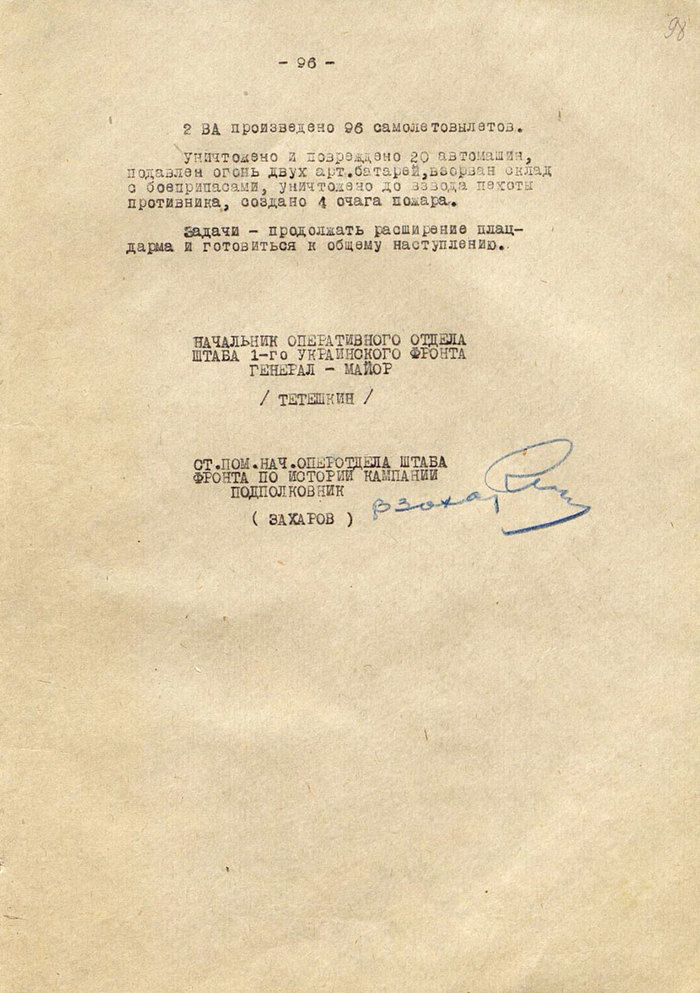 98
- 96 -
2 ВА произведено 96 самолетовылетов.
Уничтожено и повреждено 20 автомашин,
подавлен огонь двух арт.батарей,взорван склад
с боеприпасами, уничтожено до взвода пехоты
противника, создано 4 очага пожара.
Задачи - продолжать расширение плац-
дарма и готовиться к общему наступлению.
НАЧАЛЬНИК ОПЕРАТИВНОГО ОТДЕЛА
ШТАБА 1-го УКРАИНСКОГО ФРОНТА
ГЕНЕРАЛ - МАЙОР
/ ТЕТЕШКИН /
СТ.ПОМ.НАЧ.ОПЕРОТДЕЛА ШТАБА
ФРОНТА ПО ИСТОРИИ КАМПАНИИ
ПОДПОЛКОВНИК
( ЗАХАРОВ )